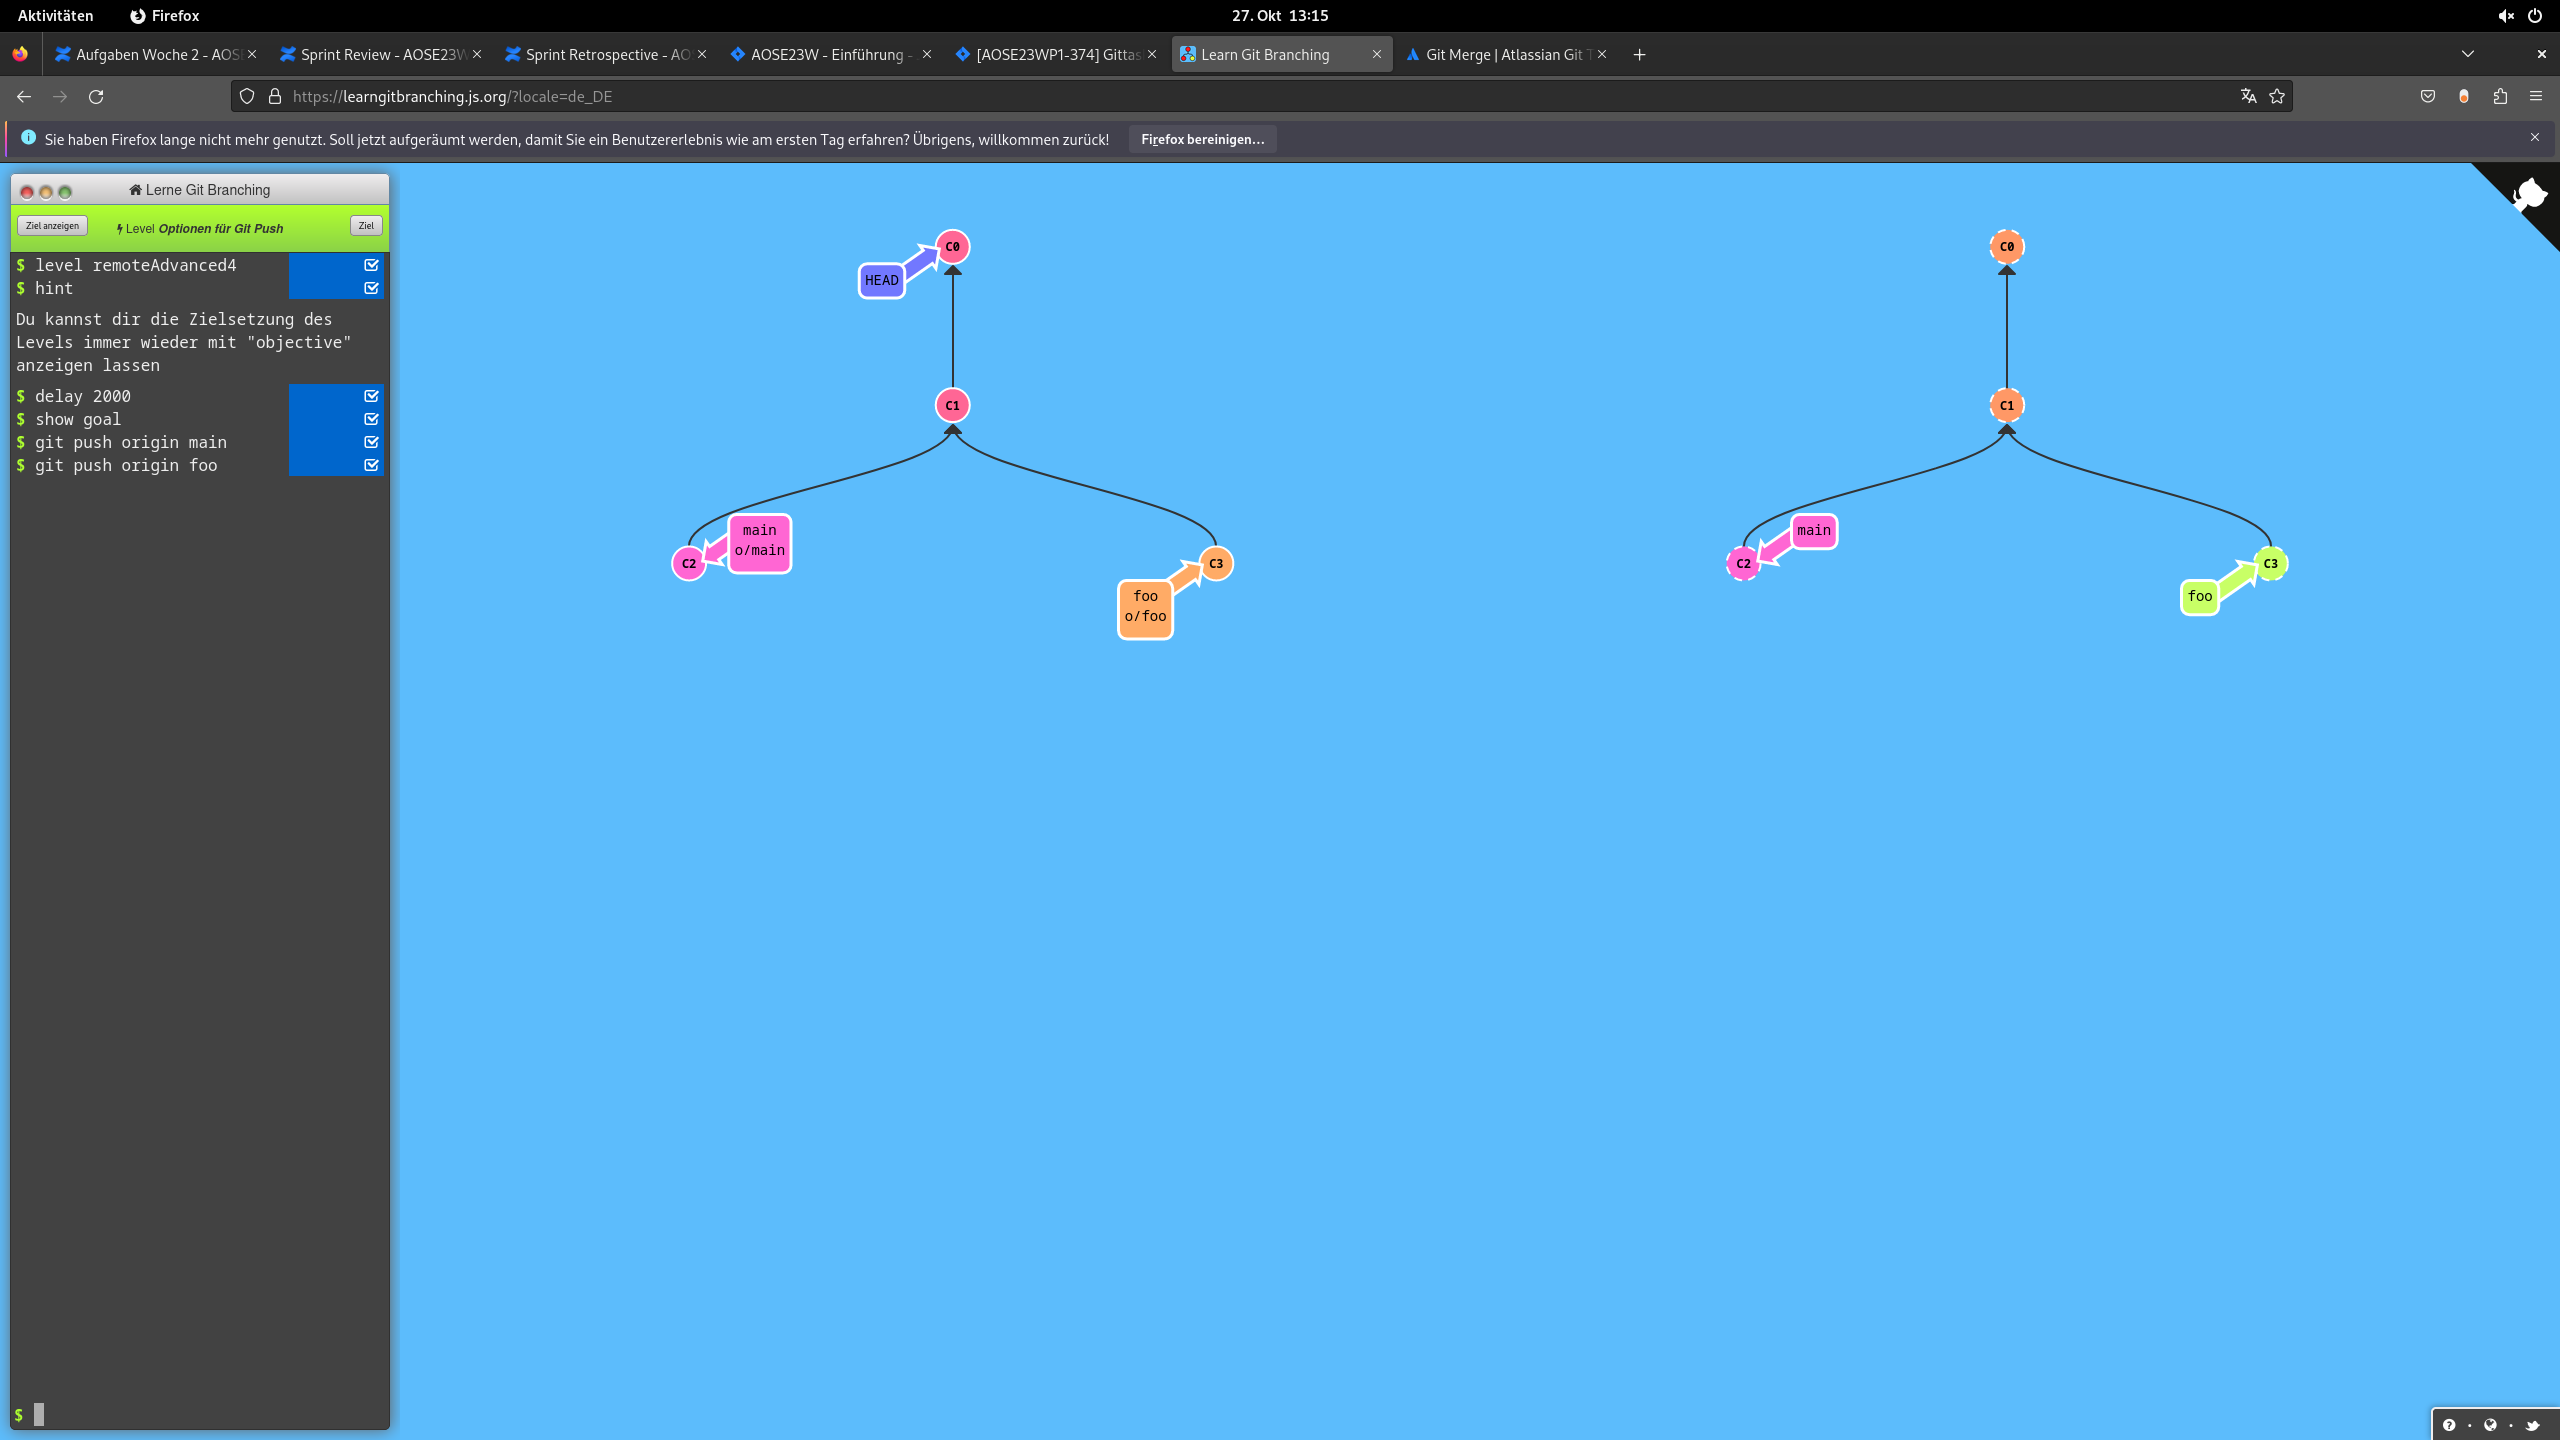 Aktivitäten Firefox 27. Okt 13:15
Aufgaben Woche 2 - AOS Sprint Review - AOSE23W Sprint Retrospective - AO AOSE23W - Einführung - [AOSE23WP1-374] Gittas Learn Git Branching Git Merge | Atlassian Git T
https://learngitbranching.js.org/?locale=de_DE
Sie haben Firefox lange nicht mehr genutzt. Soll jetzt aufgeräumt werden, damit Sie ein Benutzererlebnis wie am ersten Tag erfahren? Übrigens, willkommen zurück! Firefox bereinigen...
Lerne Git Branching
Ziel anzeigen Level Optionen für Git Push Ziel
$ level remoteAdvanced4
$ hint
Du kannst dir die Zielsetzung des
Levels immer wieder mit "objective"
anzeigen lassen
$ delay 2000
$ show goal
$ git push origin main
$ git push origin foo
$
C0
HEAD
C1
main
o/main
C2
C3
foo
o/foo
C0
C1
main
C2
C3
foo